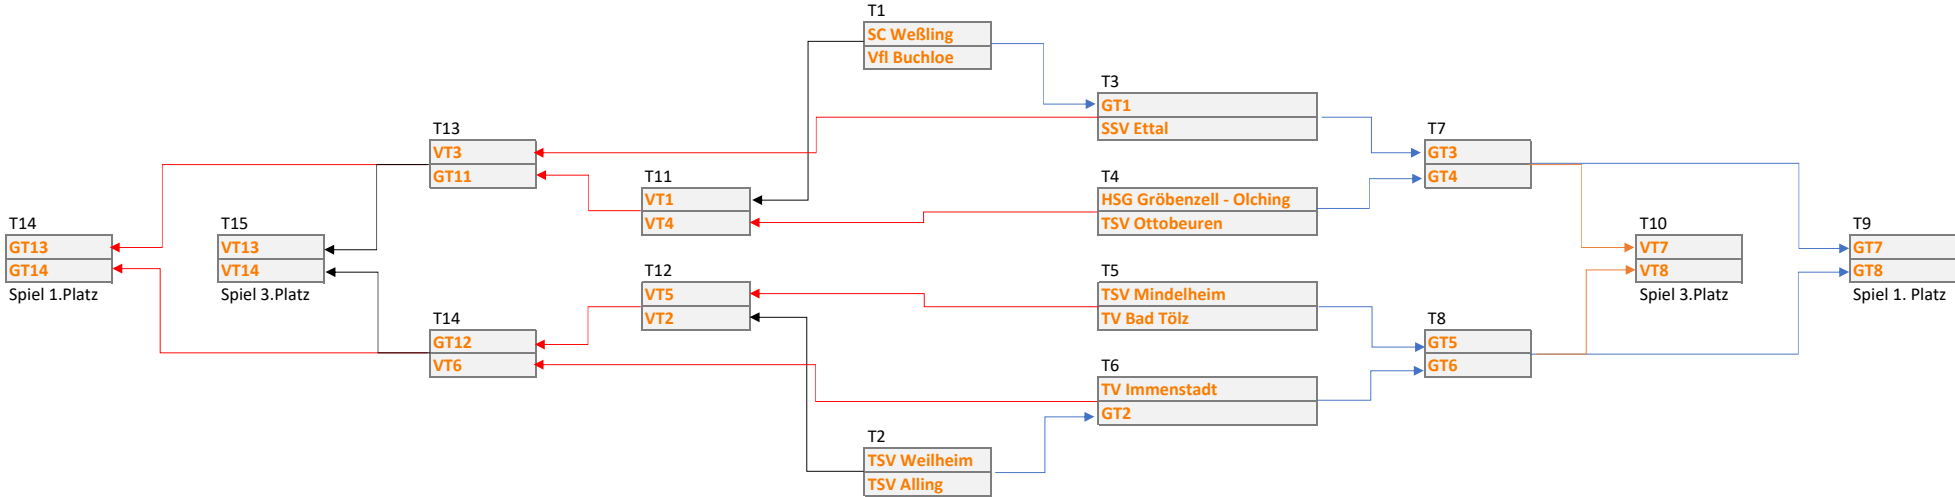 T1
SC Weßling
Vfl Buchloe
T3
GT1
SSV Ettal
T13
VT3
GT11
T7
GT3
GT4
T11
VT1
VT4
T4
HSG Gröbenzell - Olching
TSV Ottobeuren
T14
GT13
GT14
Spiel 1.Platz
T15
VT13
VT14
Spiel 3.Platz
T10
VT7
VT8
Spiel 3.Platz
T9
GT7
GT8
Spiel 1. Platz
T12
VT5
VT2
T5
TSV Mindelheim
TV Bad Tölz
T14
GT12
VT6
T8
GT5
GT6
T6
TV Immenstadt
GT2
T2
TSV Weilheim
TSV Alling